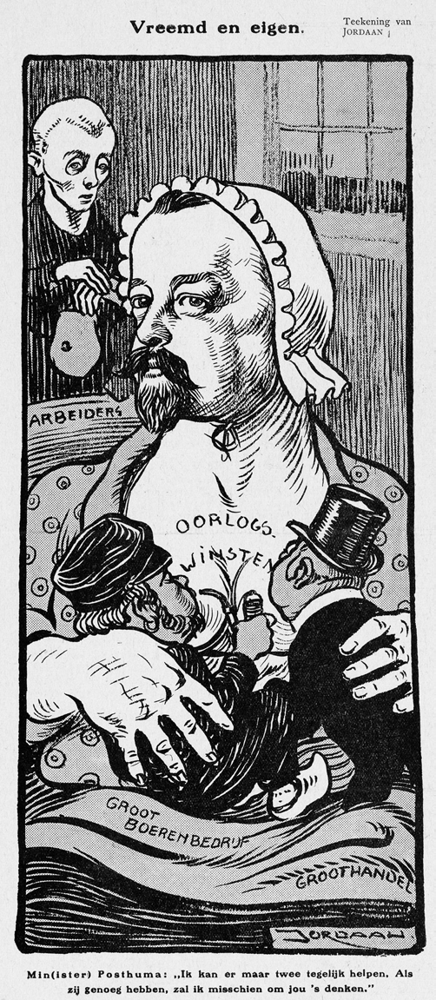 Vreemd en eigen.
Teekening van
JORDAAN
ARBEIDERS
OORLOGS-
WINSTEN
GROOT
BOERENBEDRIJF
GROOTHANDEL
JORDAAN
Min(ister) Posthuma: „Ik kan er maar twee tegelijk helpen. Als
zij genoeg hebben, zal ik misschien om jou 's denken."